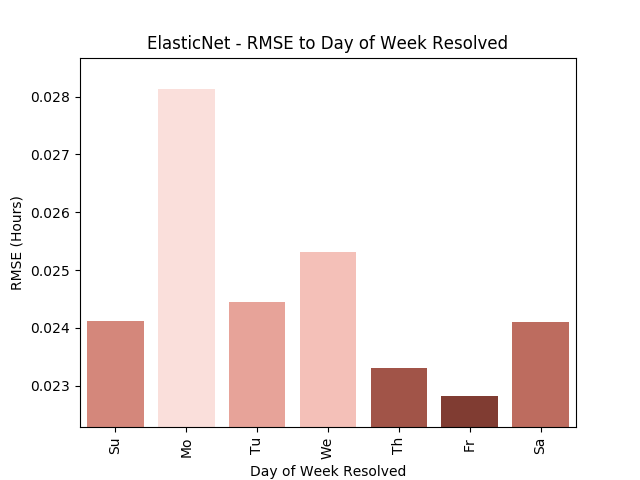 ElasticNet - RMSE to Day of Week Resolved
RMSE (Hours)
0.028
0.027
0.026
0.025
0.024
0.023
Su
Mo
Tu
We
Th
Fr
Sa
Day of Week Resolved